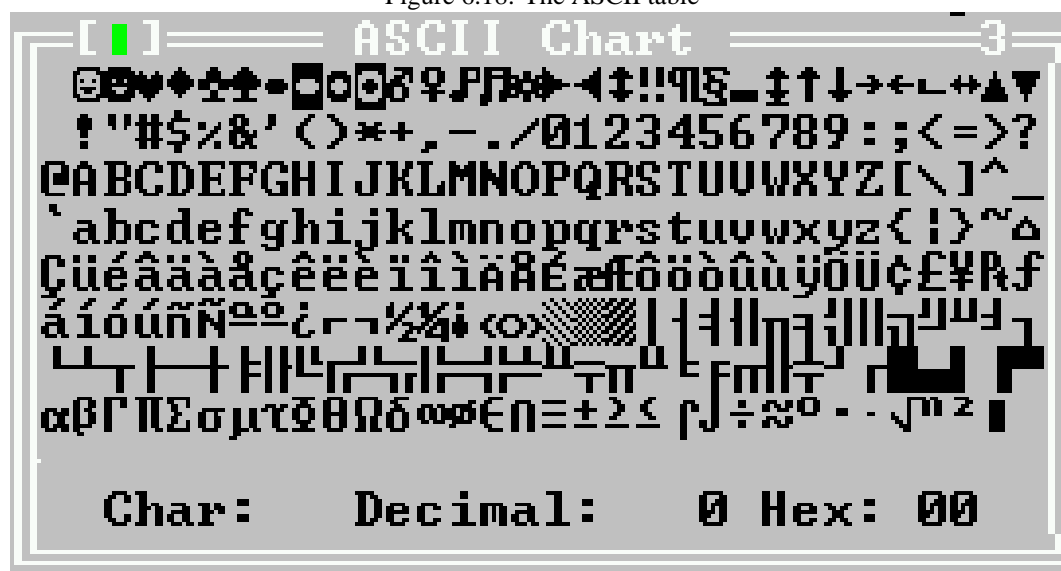 Figure 6.18: The ASCII table
[▮] ASCII Chart 3
☺☻♥♦♣♠•◘○◙♂♀♪♫☼►◄↕‼¶§▬↨↑↓→←∟↔▲▼
!"#$%&'()*+,-./0123456789:;<=>?
@ABCDEFGHIJKLMNOPQRSTUVWXYZ[\]^_
`abcdefghijklmnopqrstuvwxyz{¦}~⌂
ÇüéâäàåçêëèïîìÄÅÉæÆôöòûùÿÖÜ¢£¥₧ƒ
áíóúñÑªº¿⌐¬½¼¡«»░▒▓│┤╡╢╖╕╣║╗╝╜╛┐
└┴┬├─┼╞╟╚╔╩╦╠═╬╧╨╤╥╙╘╒╓╫╪┘┌█▄▌▐▀
αßΓπΣσµτΦΘΩδ∞φε∩≡±≥≤⌠⌡÷≈°∙·√ⁿ²■
Char: Decimal: 0 Hex: 00